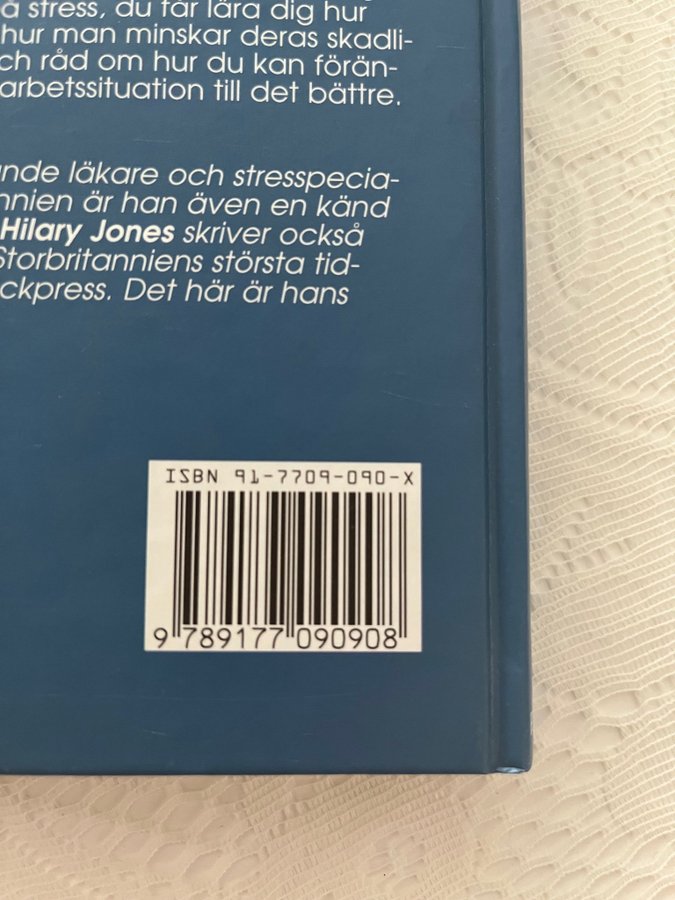 å stress, du får lära dig hur
hur man minskar deras skadli-
ch råd om hur du kan förän-
arbetssituation till det bättre.
nde läkare och stresspecia-
nnien är han även en känd
Hilary Jones skriver också
Storbritanniens största tid-
ckpress. Det här är hans
ISBN 91-7709-090-X
9 789177 090908